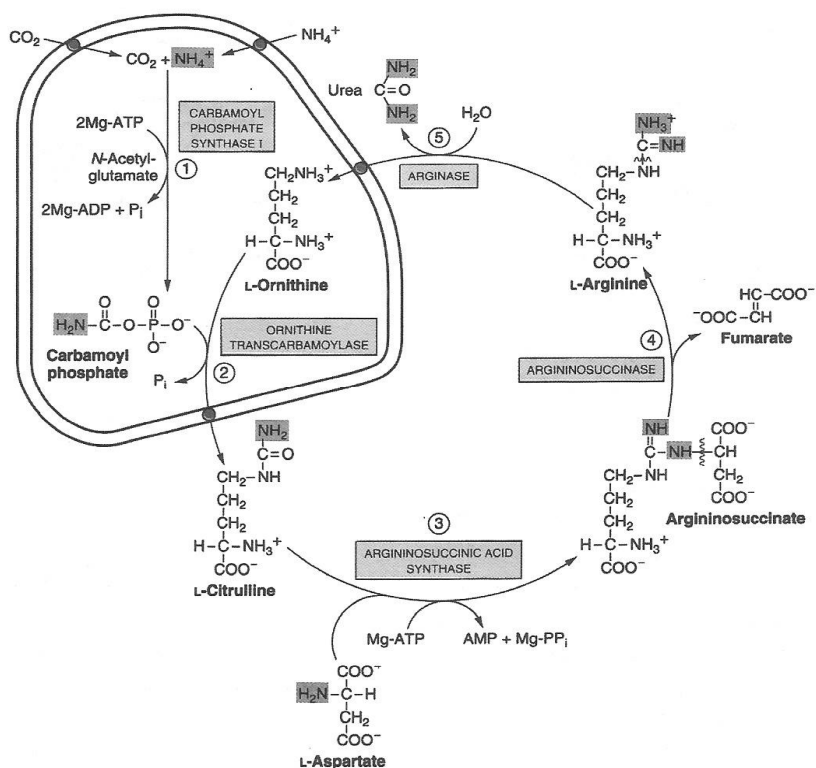 CO₂
NH₄⁺
CO₂ + NH₄⁺
2Mg-ATP
CARBAMOYL
PHOSPHATE
SYNTHASE I
N-Acetyl-
glutamate
①
2Mg-ADP + Pᵢ
CH₂NH₃⁺
CH₂
CH₂
H–C–NH₃⁺
COO⁻
L-Ornithine
H₂N–C–O–P–O⁻
O
O
O⁻
Carbamoyl
phosphate
ORNITHINE
TRANSCARBAMOYLASE
Pᵢ
②
NH₂
C=O
CH₂–NH
CH₂
CH₂
H–C–NH₃⁺
COO⁻
L-Citrulline
③
ARGININOSUCCINIC ACID
SYNTHASE
Mg-ATP
AMP + Mg-PPᵢ
COO⁻
H₂N–C–H
CH₂
COO⁻
L-Aspartate
NH
C–NH–CH
COO⁻
CH₂–NH
CH₂
CH₂
COO⁻
CH₂
H–C–NH₃⁺
COO⁻
Argininosuccinate
④
ARGININOSUCCINASE
⁻OOC–CH
C–COO⁻
H
Fumarate
NH₃⁺
C=NH
CH₂–NH
CH₂
CH₂
H–C–NH₃⁺
COO⁻
L-Arginine
⑤
H₂O
ARGINASE
Urea
NH₂
C=O
NH₂